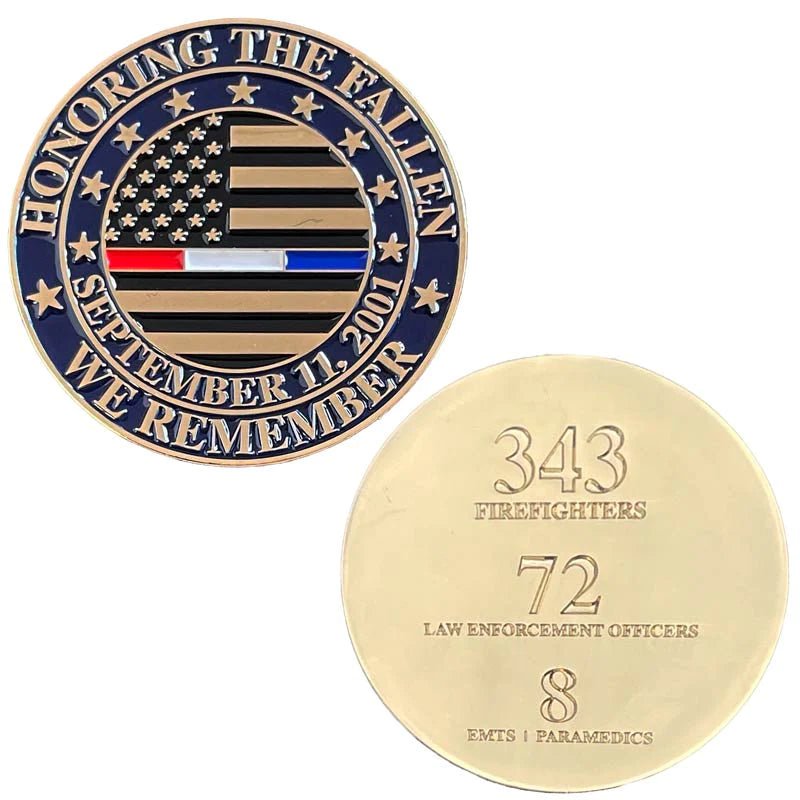 HONORING THE FALLEN
SEPTEMBER 11, 2001
WE REMEMBER
343
FIREFIGHTERS
72
LAW ENFORCEMENT OFFICERS
8
EMTS | PARAMEDICS